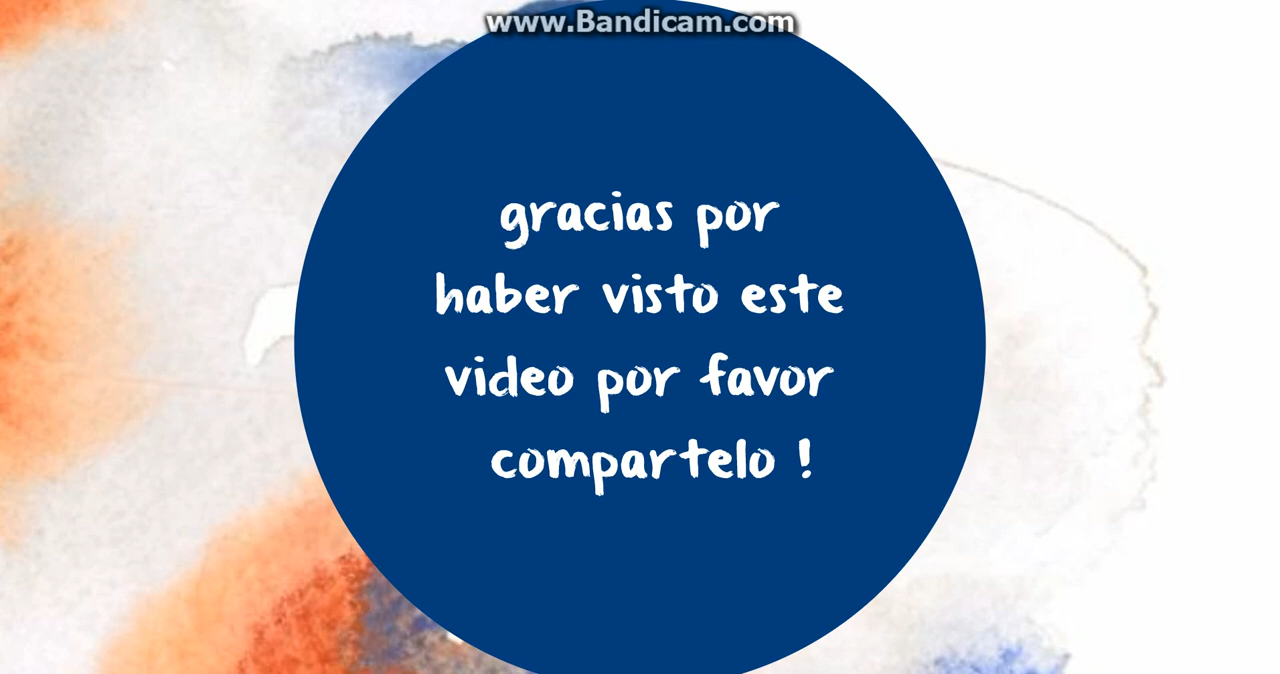 www.Bandicam.com
gracias por
haber visto este
video por favor
compartelo !